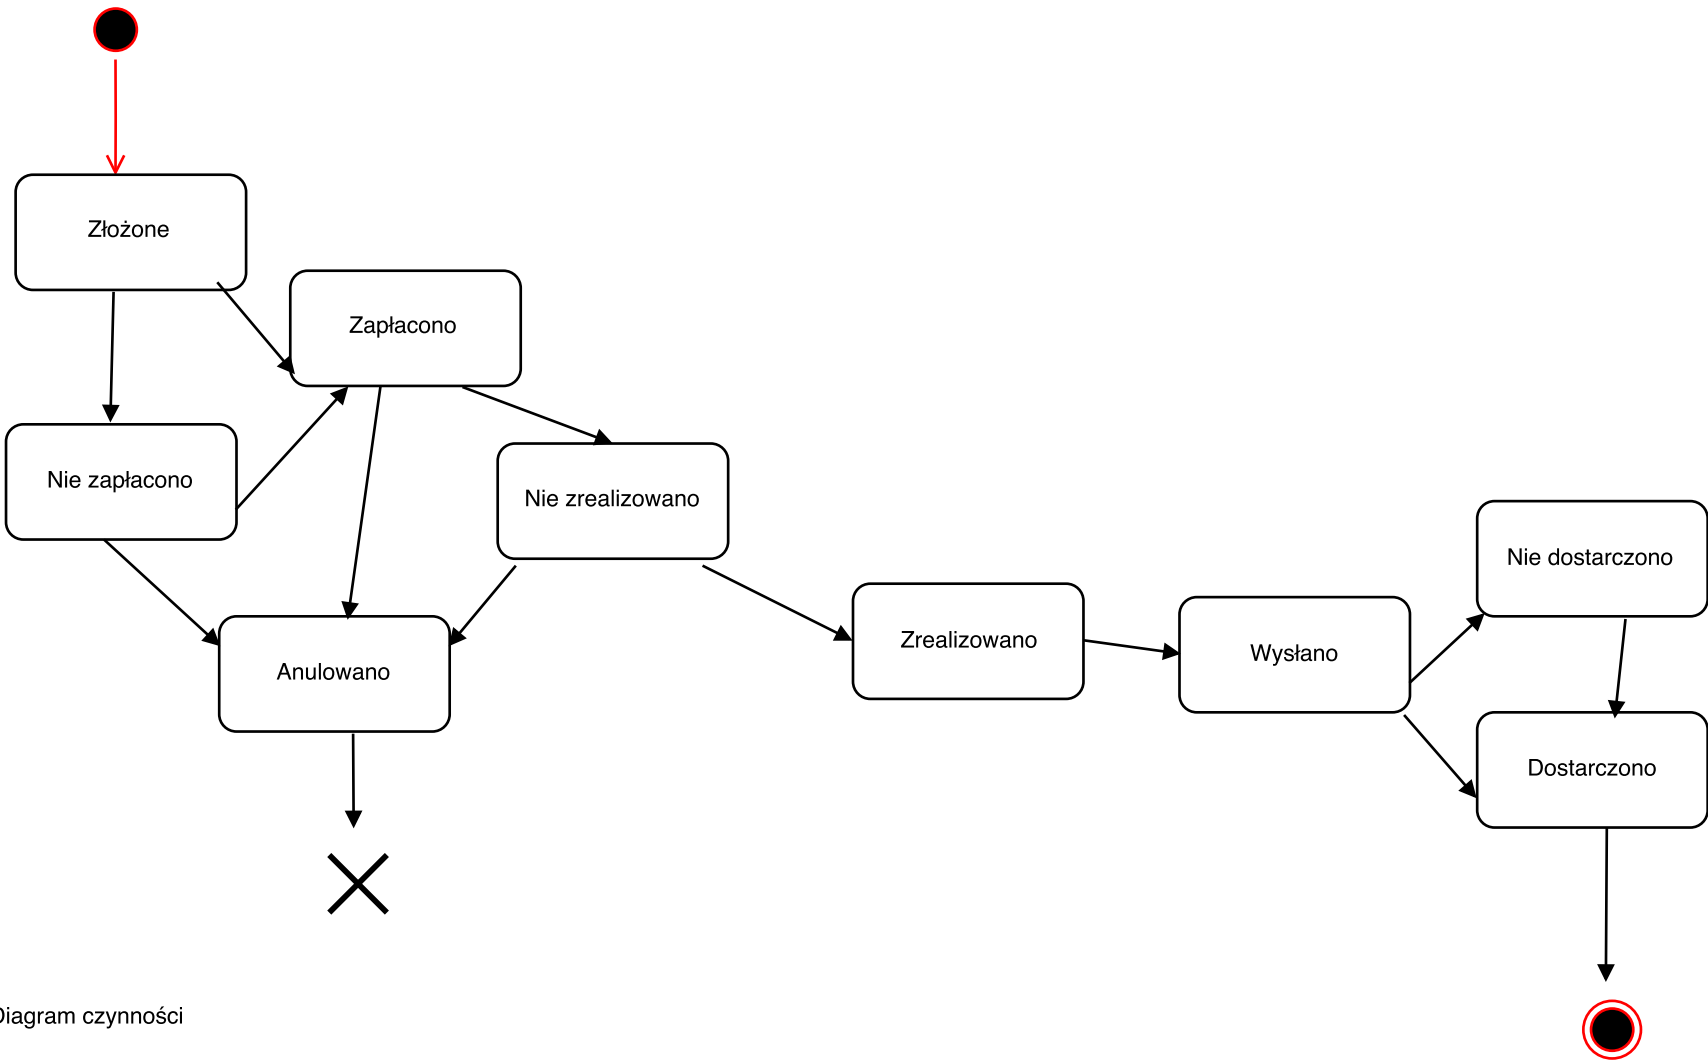 Złożone
Zapłacono
Nie zapłacono
Nie zrealizowano
Anulowano
Zrealizowano
Wysłano
Nie dostarczono
Dostarczono
Diagram czynności